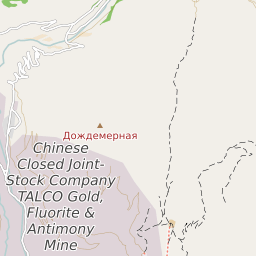 Дождемерная
Chinese
Closed Joint-
Stock Company
TALCO Gold,
Fluorite &
Antimony
Mine